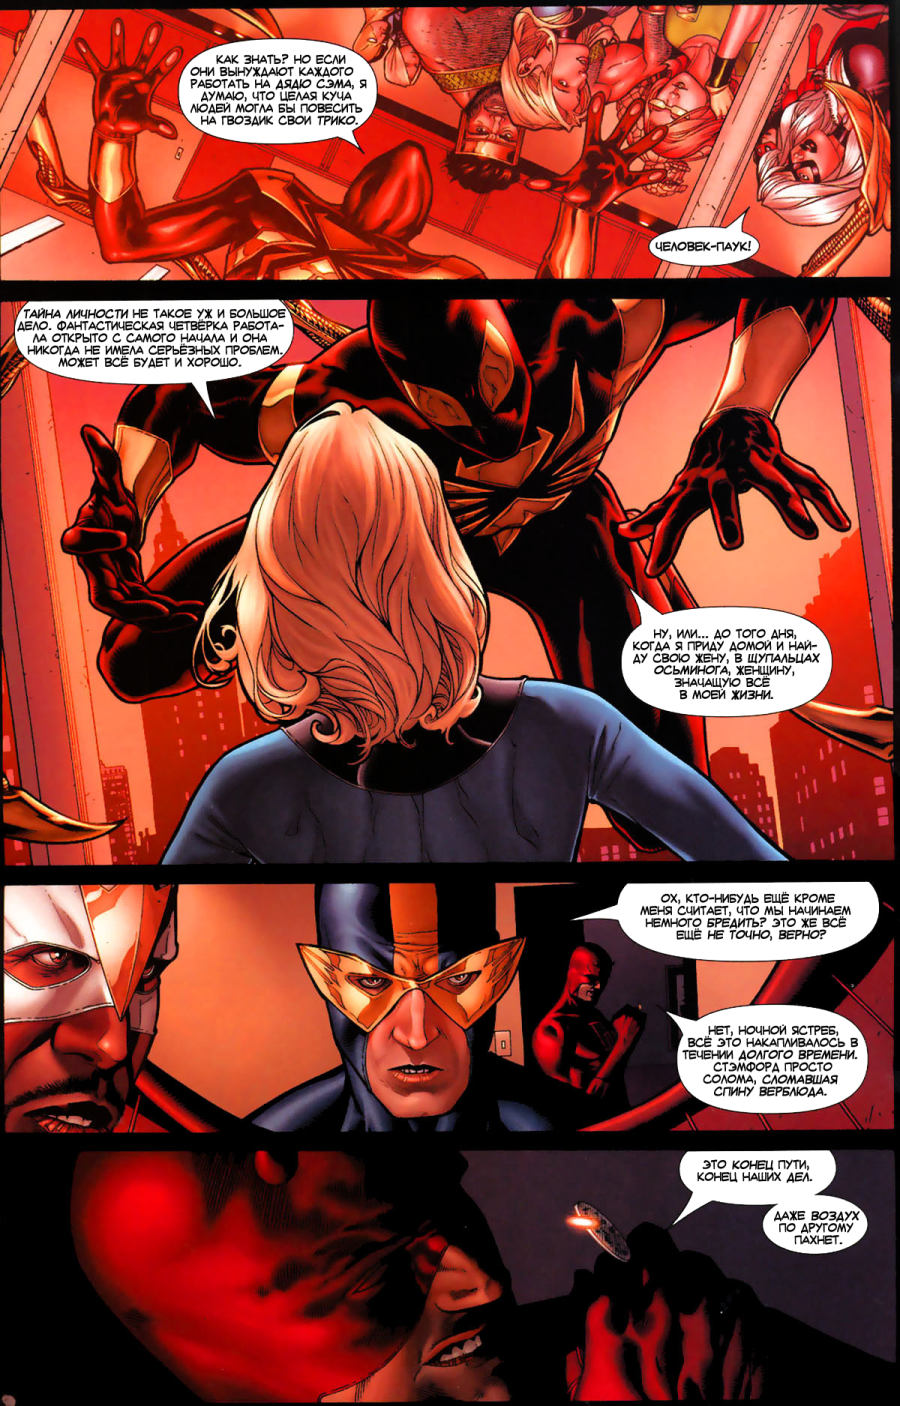 КАК ЗНАТЬ? НО ЕСЛИ
ОНИ ВЫНУЖДАЮТ КАЖДОГО
РАБОТАТЬ НА ДЯДЮ СЭМА, Я
ДУМАЮ, ЧТО ЦЕЛАЯ КУЧА
ЛЮДЕЙ МОГЛА БЫ ПОВЕСИТЬ
НА ГВОЗДИК СВОИ ТРИКО.
ЧЕЛОВЕК-ПАУК!
ТАЙНА ЛИЧНОСТИ НЕ ТАКОЕ УЖ И БОЛЬШОЕ
ДЕЛО. ФАНТАСТИЧЕСКАЯ ЧЕТВЁРКА РАБОТА-
ЛА ОТКРЫТО С САМОГО НАЧАЛА И ОНА
НИКОГДА НЕ ИМЕЛА СЕРЬЁЗНЫХ ПРОБЛЕМ.
МОЖЕТ ВСЁ БУДЕТ И ХОРОШО.
НУ, ИЛИ... ДО ТОГО ДНЯ,
КОГДА Я ПРИДУ ДОМОЙ И НАЙ-
ДУ СВОЮ ЖЕНУ, В ЩУПАЛЬЦАХ
ОСЬМИНОГА, ЖЕНЩИНУ,
ЗНАЧАЩУЮ ВСЁ
В МОЕЙ ЖИЗНИ.
ОХ, КТО-НИБУДЬ ЕЩЁ КРОМЕ
МЕНЯ СЧИТАЕТ, ЧТО МЫ НАЧИНАЕМ
НЕМНОГО БРЕДИТЬ? ЭТО ЖЕ ВСЁ
ЕЩЁ НЕ ТОЧНО, ВЕРНО?
НЕТ, НОЧНОЙ ЯСТРЕБ,
ВСЁ ЭТО НАКАПЛИВАЛОСЬ В
ТЕЧЕНИИ ДОЛГОГО ВРЕМЕНИ.
СТЭМФОРД ПРОСТО
СОЛОМА, СЛОМАВШАЯ
СПИНУ ВЕРБЛЮДА.
ЭТО КОНЕЦ ПУТИ,
КОНЕЦ НАШИХ ДЕЛ.
ДАЖЕ ВОЗДУХ
ПО ДРУГОМУ
ПАХНЕТ.